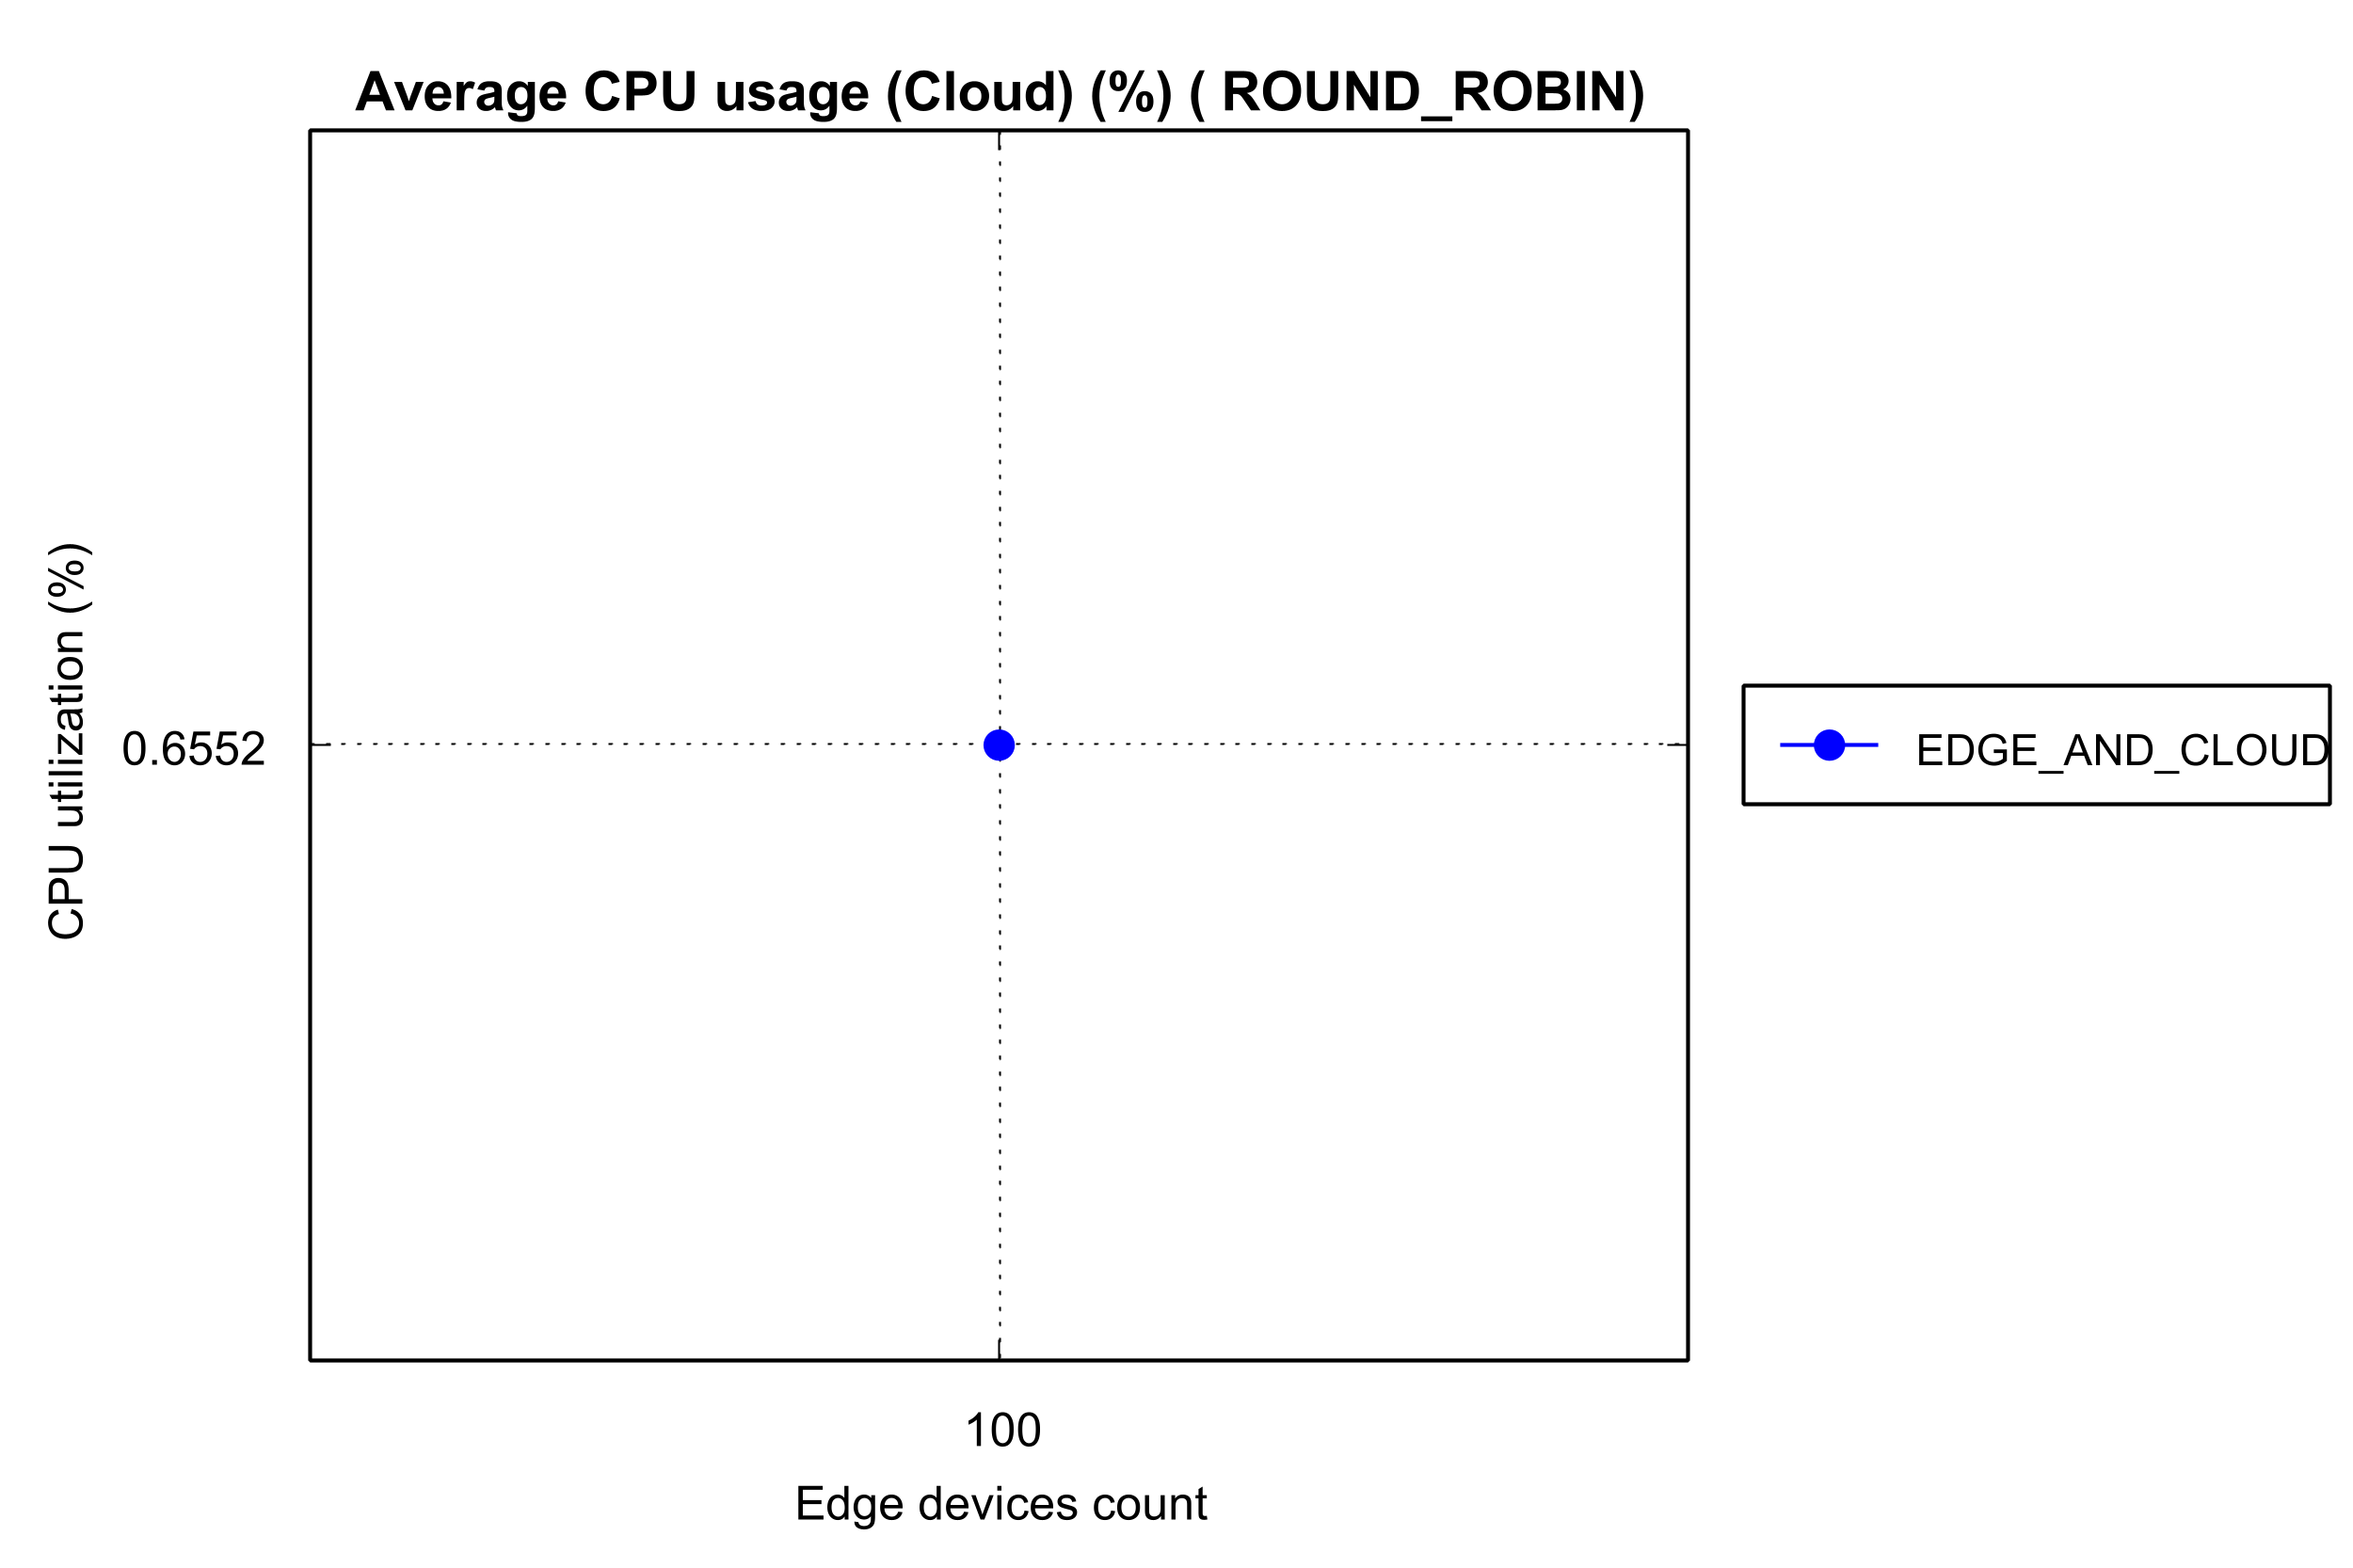 Average CPU usage (Cloud) (%) ( ROUND_ROBIN)
CPU utilization (%)
0.6552
EDGE_AND_CLOUD
100
Edge devices count